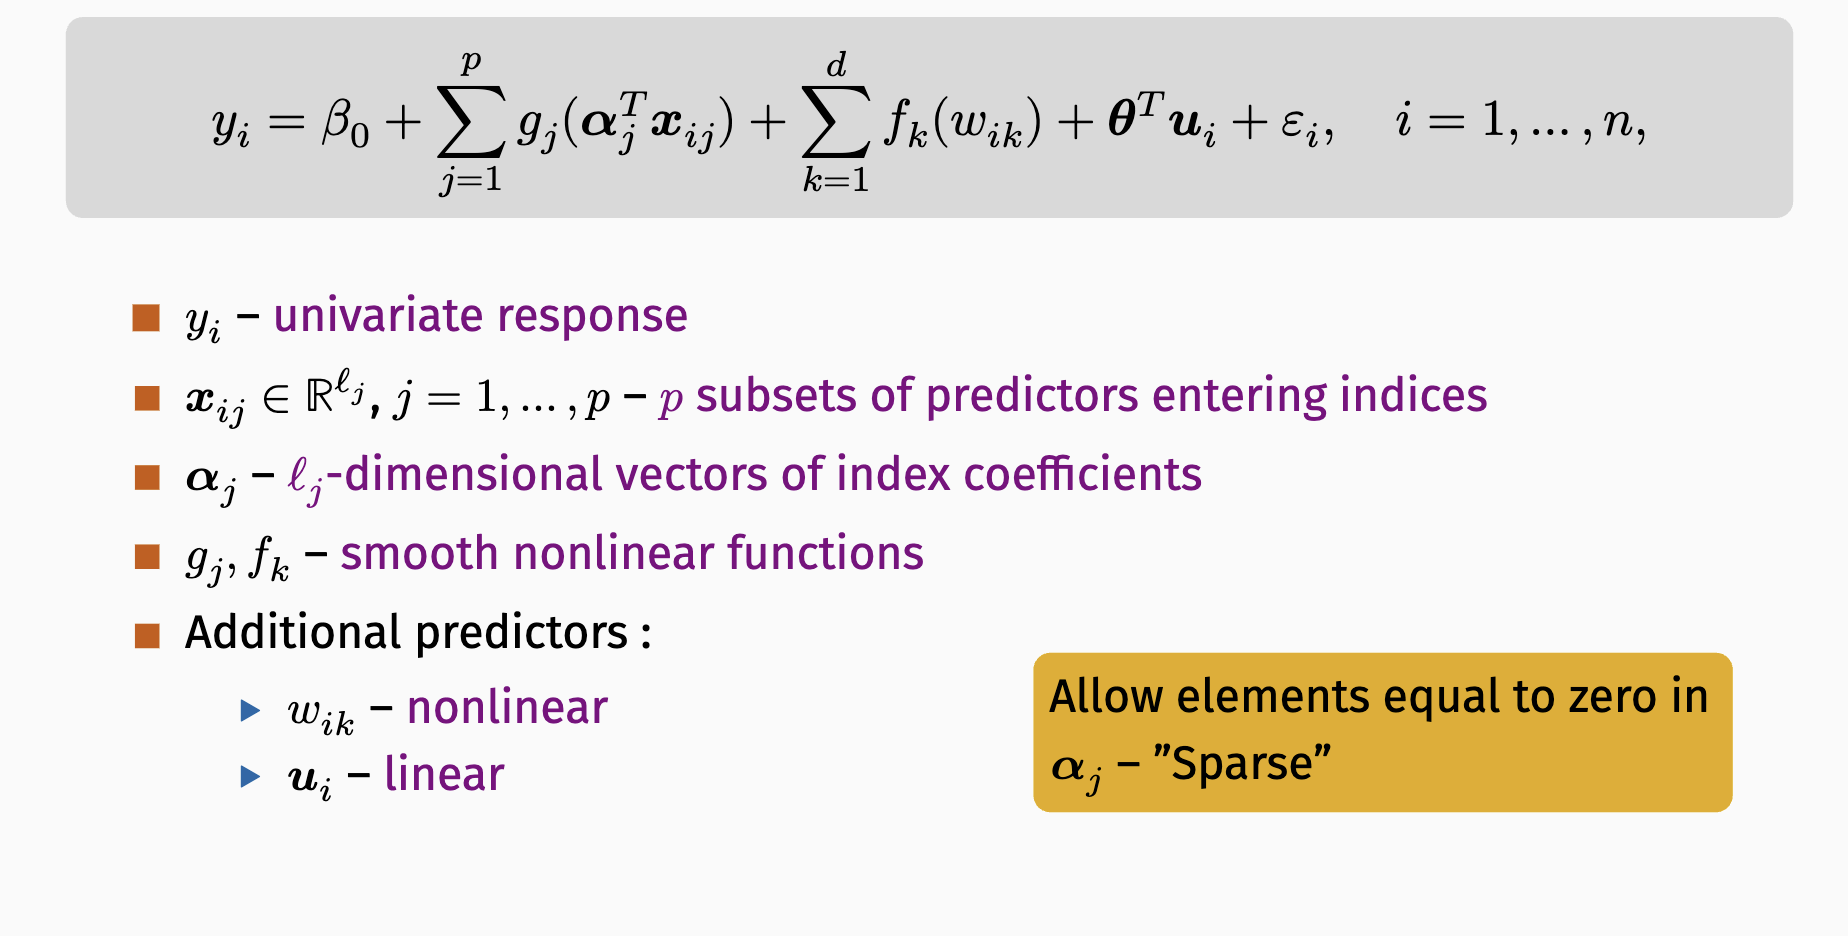 $y_i = \beta_0 + \sum_{j=1}^{p} g_j(\boldsymbol{\alpha}_j^T \boldsymbol{x}_{ij}) + \sum_{k=1}^{d} f_k(w_{ik}) + \boldsymbol{\theta}^T \boldsymbol{u}_i + \varepsilon_i, \quad i = 1, \dots, n,$
$y_i$ – univariate response
$\boldsymbol{x}_{ij} \in \mathbb{R}^{\ell_j}$, $j = 1, \dots, p$ – $p$ subsets of predictors entering indices
$\boldsymbol{\alpha}_j$ – $\ell_j$-dimensional vectors of index coefficients
$g_j, f_k$ – smooth nonlinear functions
Additional predictors :
$w_{ik}$ – nonlinear
$\boldsymbol{u}_i$ – linear
Allow elements equal to zero in
$\boldsymbol{\alpha}_j$ – ”Sparse”